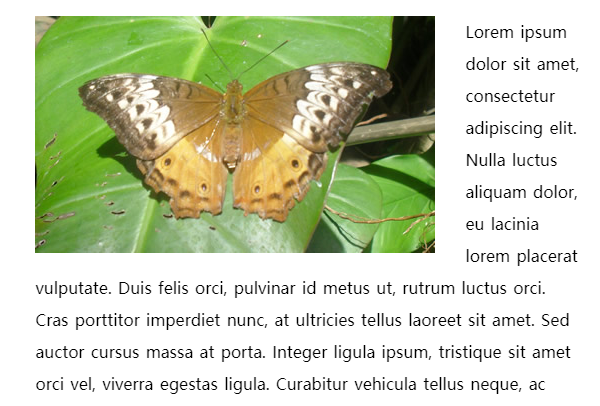 Lorem ipsum
dolor sit amet,
consectetur
adipiscing elit.
Nulla luctus
aliquam dolor,
eu lacinia
lorem placerat
vulputate. Duis felis orci, pulvinar id metus ut, rutrum luctus orci.
Cras porttitor imperdiet nunc, at ultricies tellus laoreet sit amet. Sed
auctor cursus massa at porta. Integer ligula ipsum, tristique sit amet
orci vel, viverra egestas ligula. Curabitur vehicula tellus neque, ac